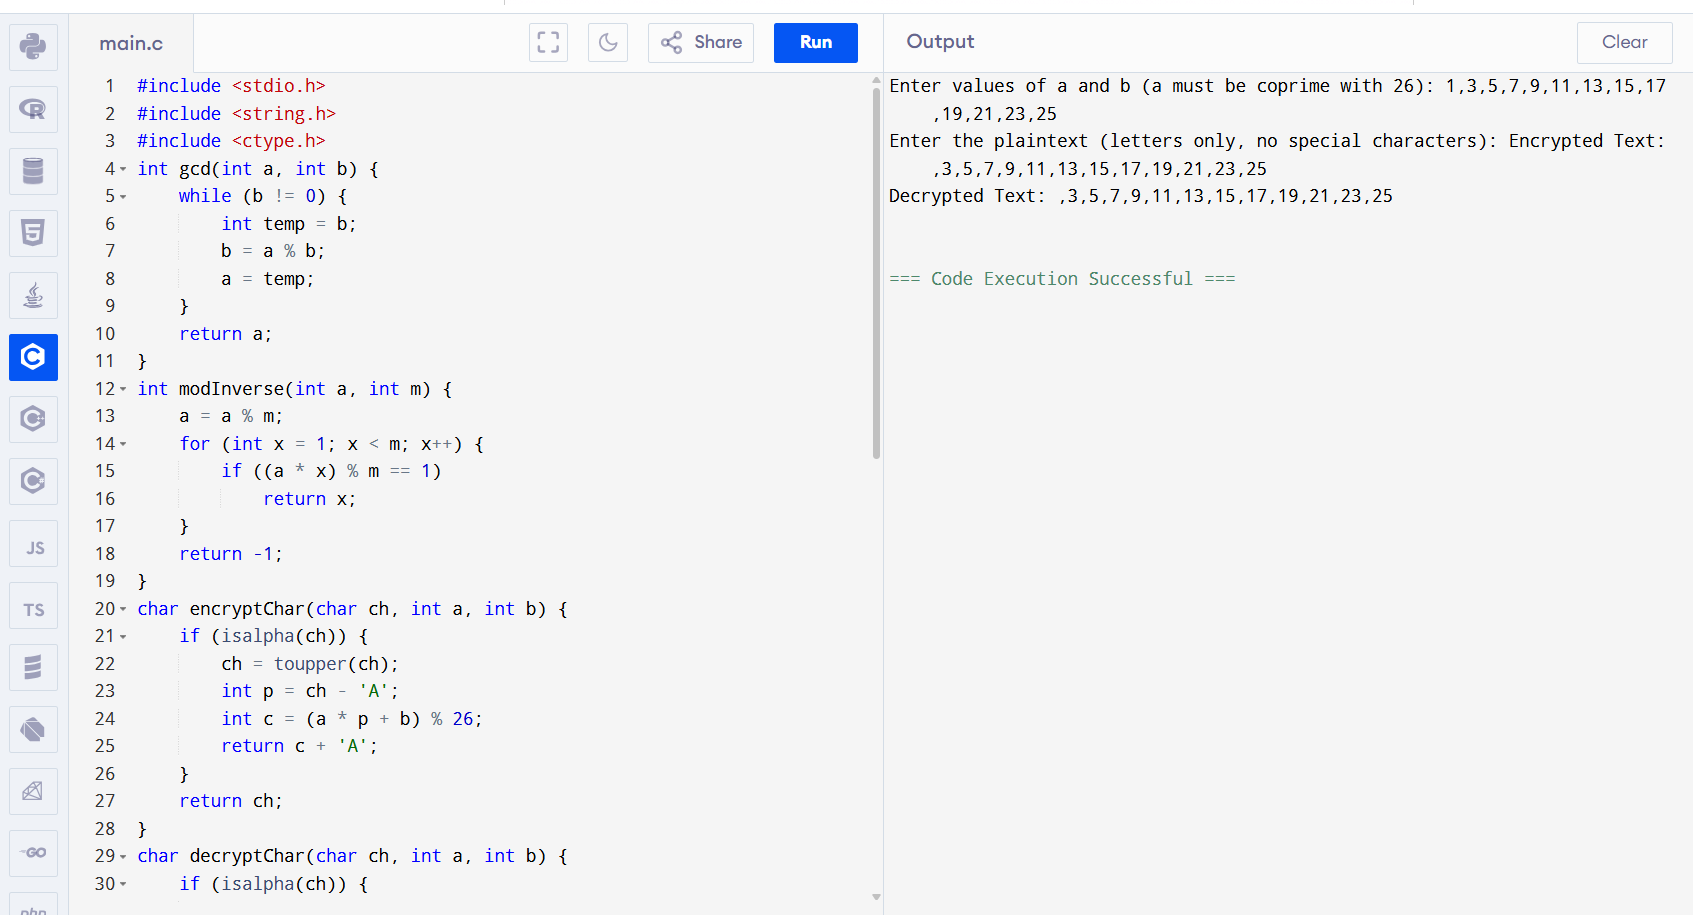 main.c
Share
Run
Output
Clear
1 #include <stdio.h>
2 #include <string.h>
3 #include <ctype.h>
4 int gcd(int a, int b) {
5     while (b != 0) {
6         int temp = b;
7         b = a % b;
8         a = temp;
9     }
10     return a;
11 }
12 int modInverse(int a, int m) {
13     a = a % m;
14     for (int x = 1; x < m; x++) {
15         if ((a * x) % m == 1)
16             return x;
17     }
18     return -1;
19 }
20 char encryptChar(char ch, int a, int b) {
21     if (isalpha(ch)) {
22         ch = toupper(ch);
23         int p = ch - 'A';
24         int c = (a * p + b) % 26;
25         return c + 'A';
26     }
27     return ch;
28 }
29 char decryptChar(char ch, int a, int b) {
30     if (isalpha(ch)) {
Enter values of a and b (a must be coprime with 26): 1,3,5,7,9,11,13,15,17
,19,21,23,25
Enter the plaintext (letters only, no special characters): Encrypted Text:
,3,5,7,9,11,13,15,17,19,21,23,25
Decrypted Text: ,3,5,7,9,11,13,15,17,19,21,23,25
=== Code Execution Successful ===
R
5
C
C
C
JS
TS
GO
php